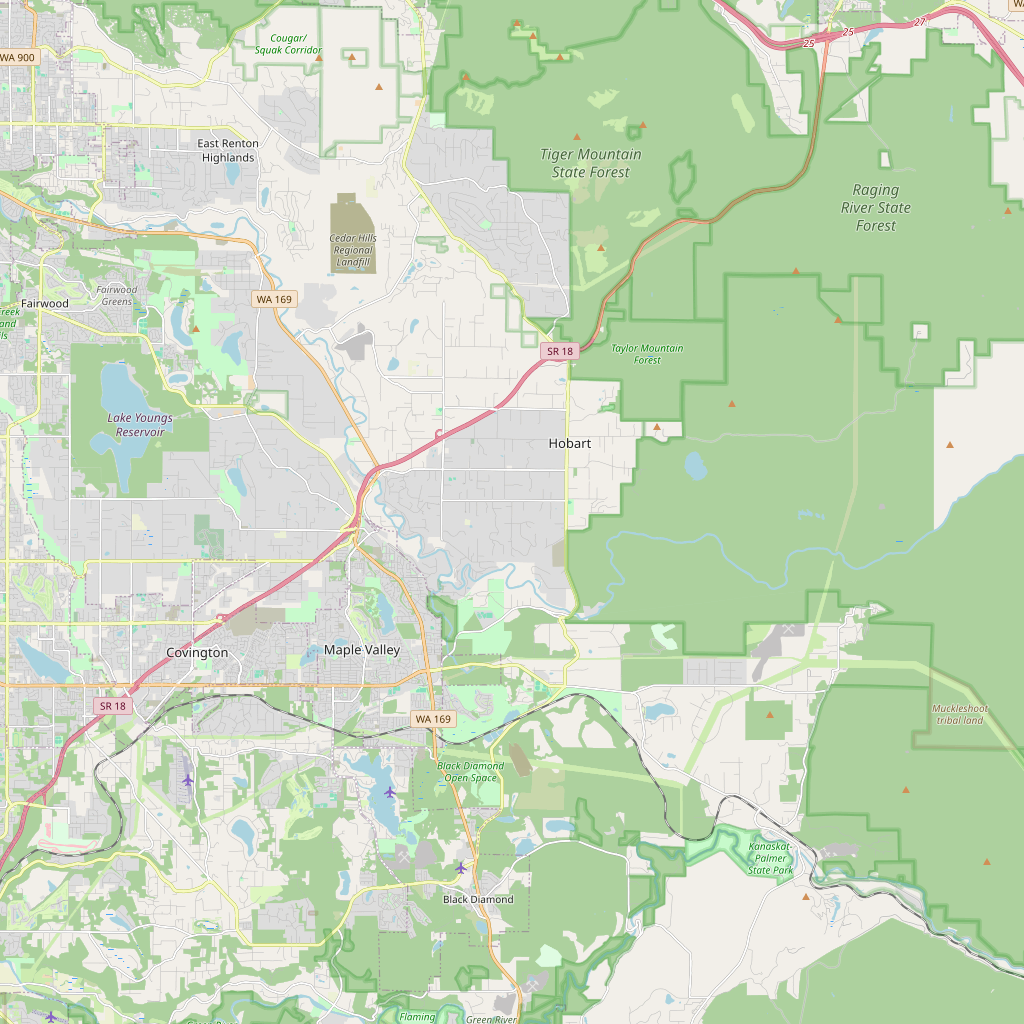 Cougar/
Squak Corridor
WA 900
25
25
27
East Renton
Highlands
Tiger Mountain
State Forest
Raging
River State
Forest
Cedar Hills
Regional
Landfill
Fairwood
Greens
Fairwood
WA 169
SR 18
Taylor Mountain
Forest
Lake Youngs
Reservoir
Hobart
Covington
Maple Valley
SR 18
WA 169
Muckleshoot
tribal land
Black Diamond
Open Space
Kanaskat-
Palmer
State Park
Black Diamond
Flaming
Green River